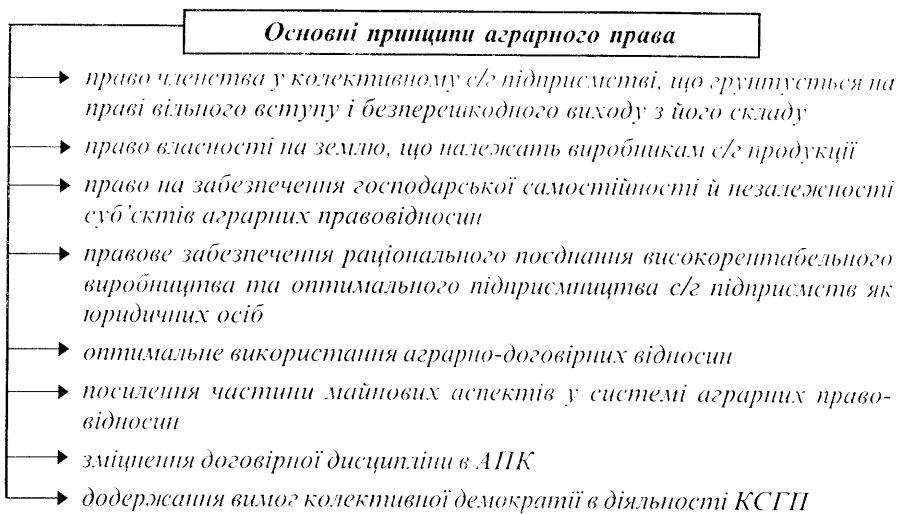 Основні принципи аграрного права
право членства у колективному с/г підприємстві, що грунтується на
праві вільного вступу і безперешкодного виходу з його складу
право власності на землю, що належать виробникам с/г продукції
право на забезпечення господарської самостійності й незалежності
суб’єктів аграрних правовідносин
правове забезпечення раціонального поєднання високорентабельного
виробництва та оптимального підприємництва с/г підприємств як
юридичних осіб
оптимальне використання аграрно-договірних відносин
посилення частини майнових аспектів у системі аграрних право-
відносин
зміцнення договірної дисципліни в АПК
додержання вимог колективної демократії в діяльності КСГП